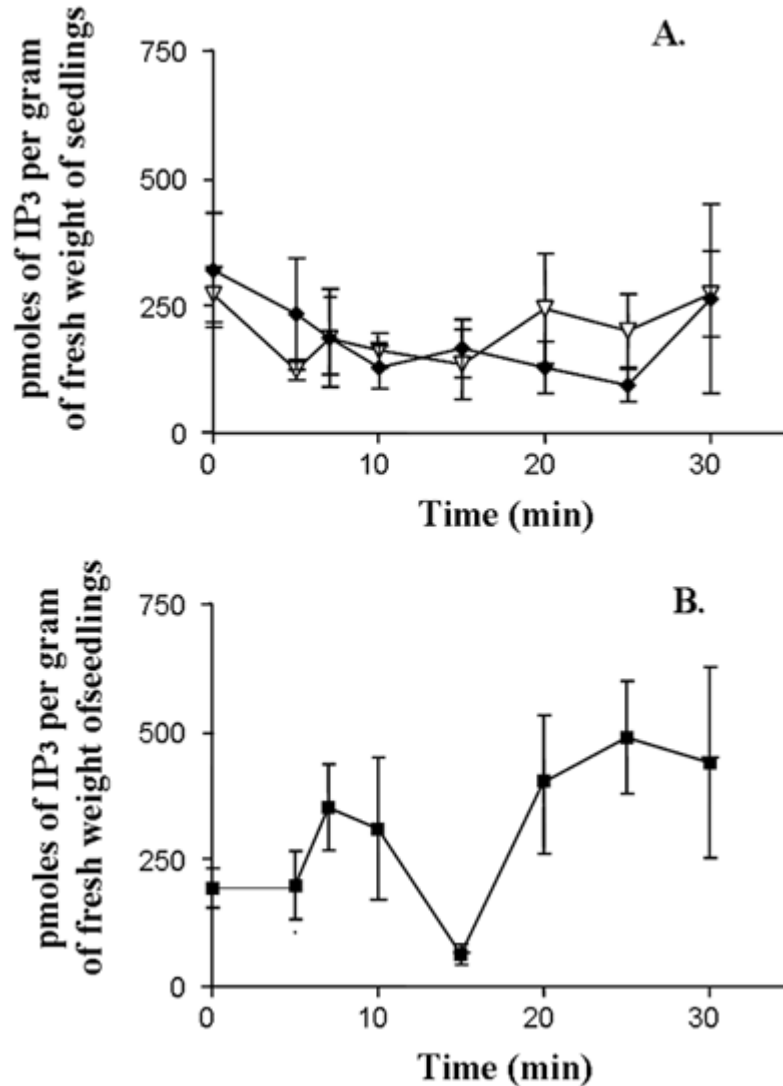 A.
pmoles of IP3 per gram
of fresh weight of seedlings
750
500
250
0
0 10 20 30
Time (min)
B.
pmoles of IP3 per gram
of fresh weight ofseedlings
750
500
250
0
0 10 20 30
Time (min)